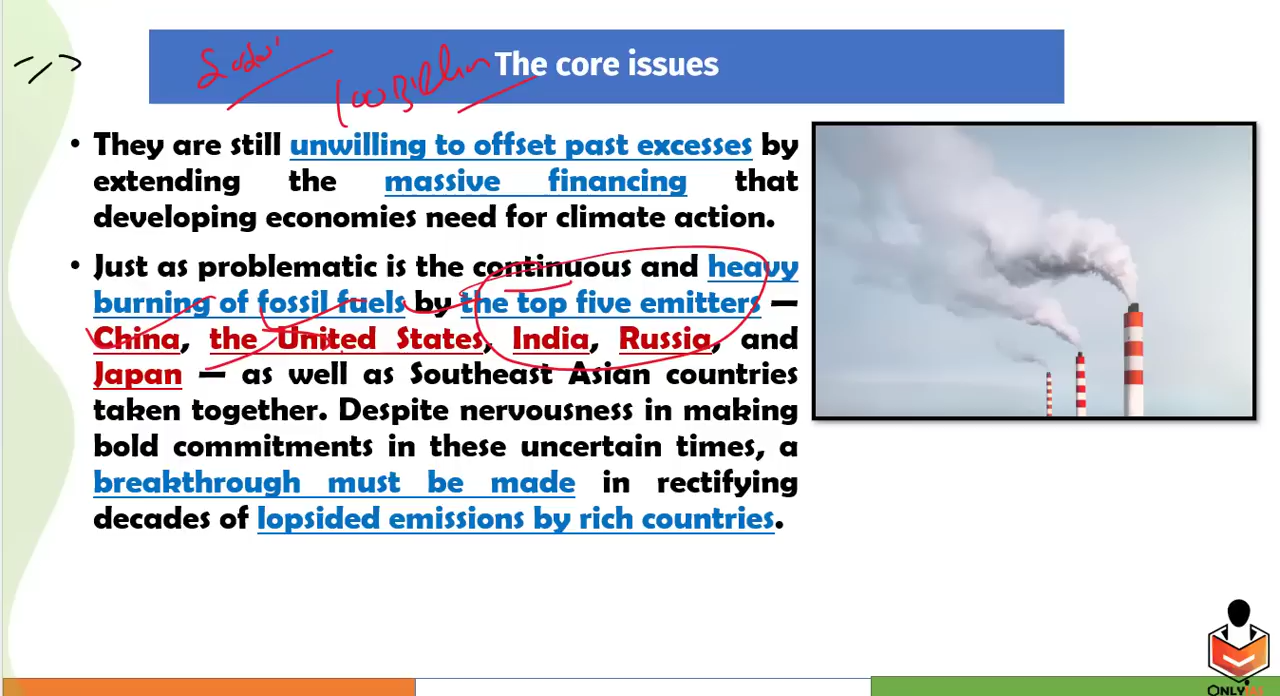 The core issues
100 Billion
• They are still unwilling to offset past excesses by
extending the massive financing that
developing economies need for climate action.
• Just as problematic is the continuous and heavy
burning of fossil fuels by the top five emitters —
China, the United States, India, Russia, and
Japan — as well as Southeast Asian countries
taken together. Despite nervousness in making
bold commitments in these uncertain times, a
breakthrough must be made in rectifying
decades of lopsided emissions by rich countries.
ONLYIAS